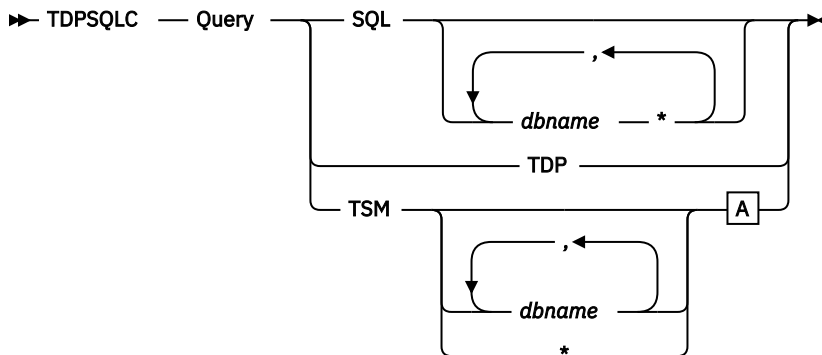 TDPSQLC Query SQL
,
dbname *
TDP
TSM A
,
dbname
*